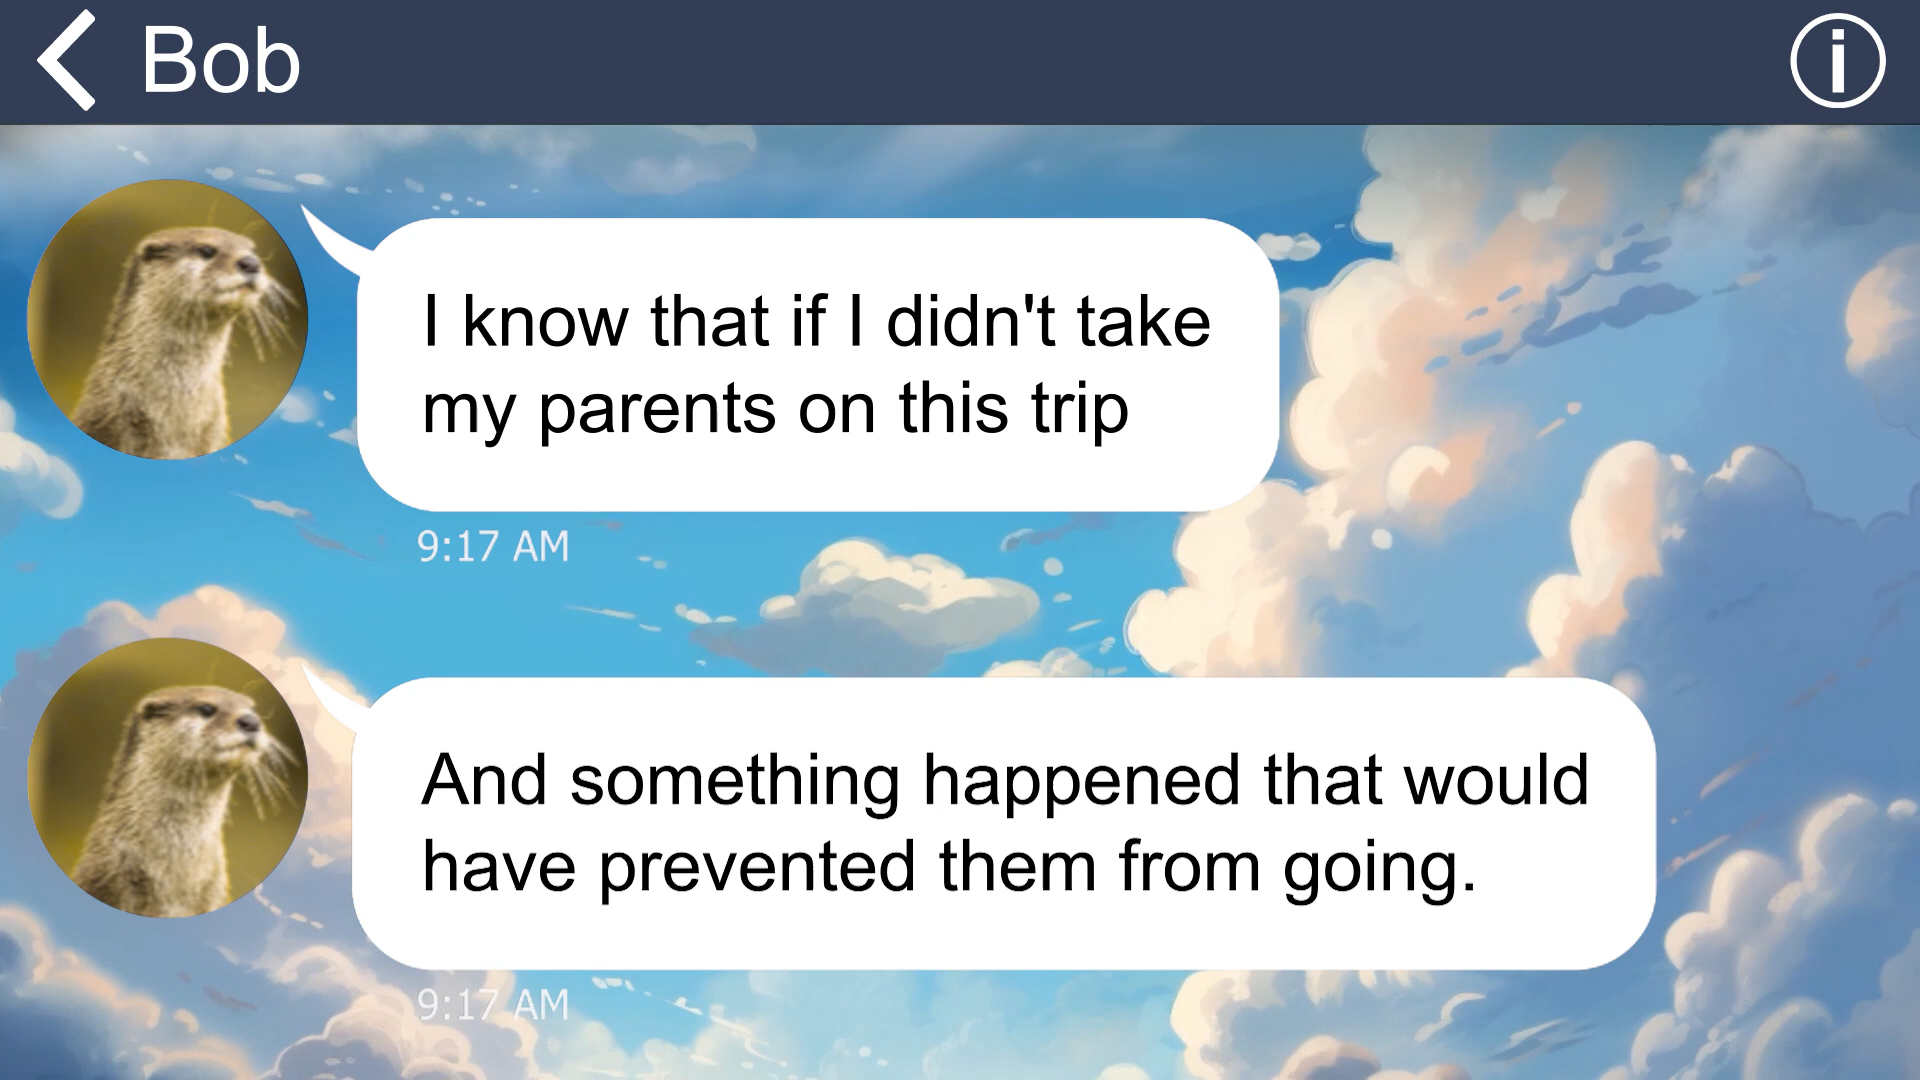 Bob
I know that if I didn't take
my parents on this trip
9:17 AM
And something happened that would
have prevented them from going.
9:17 AM